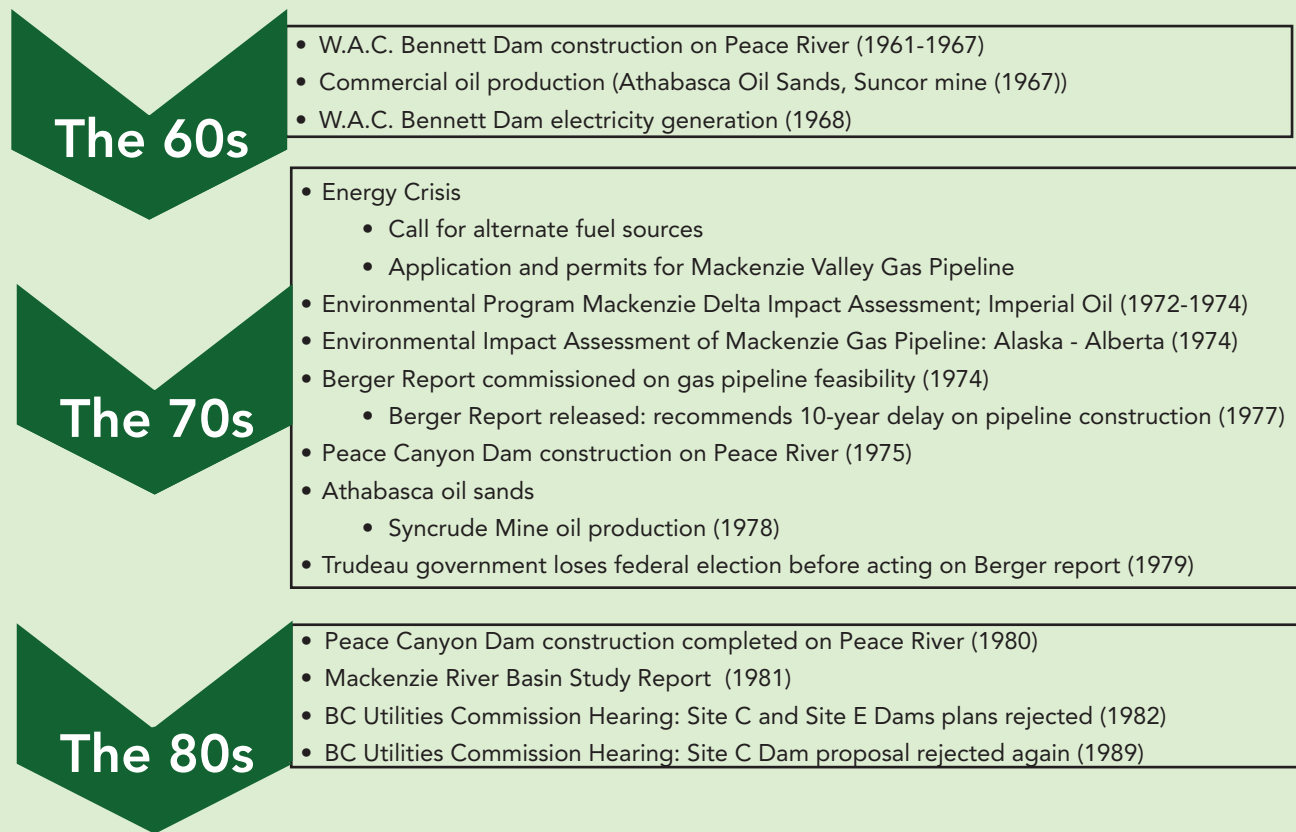 The 60s
• W.A.C. Bennett Dam construction on Peace River (1961-1967)
• Commercial oil production (Athabasca Oil Sands, Suncor mine (1967))
• W.A.C. Bennett Dam electricity generation (1968)
The 70s
• Energy Crisis
• Call for alternate fuel sources
• Application and permits for Mackenzie Valley Gas Pipeline
• Environmental Program Mackenzie Delta Impact Assessment; Imperial Oil (1972-1974)
• Environmental Impact Assessment of Mackenzie Gas Pipeline: Alaska - Alberta (1974)
• Berger Report commissioned on gas pipeline feasibility (1974)
• Berger Report released: recommends 10-year delay on pipeline construction (1977)
• Peace Canyon Dam construction on Peace River (1975)
• Athabasca oil sands
• Syncrude Mine oil production (1978)
• Trudeau government loses federal election before acting on Berger report (1979)
The 80s
• Peace Canyon Dam construction completed on Peace River (1980)
• Mackenzie River Basin Study Report (1981)
• BC Utilities Commission Hearing: Site C and Site E Dams plans rejected (1982)
• BC Utilities Commission Hearing: Site C Dam proposal rejected again (1989)